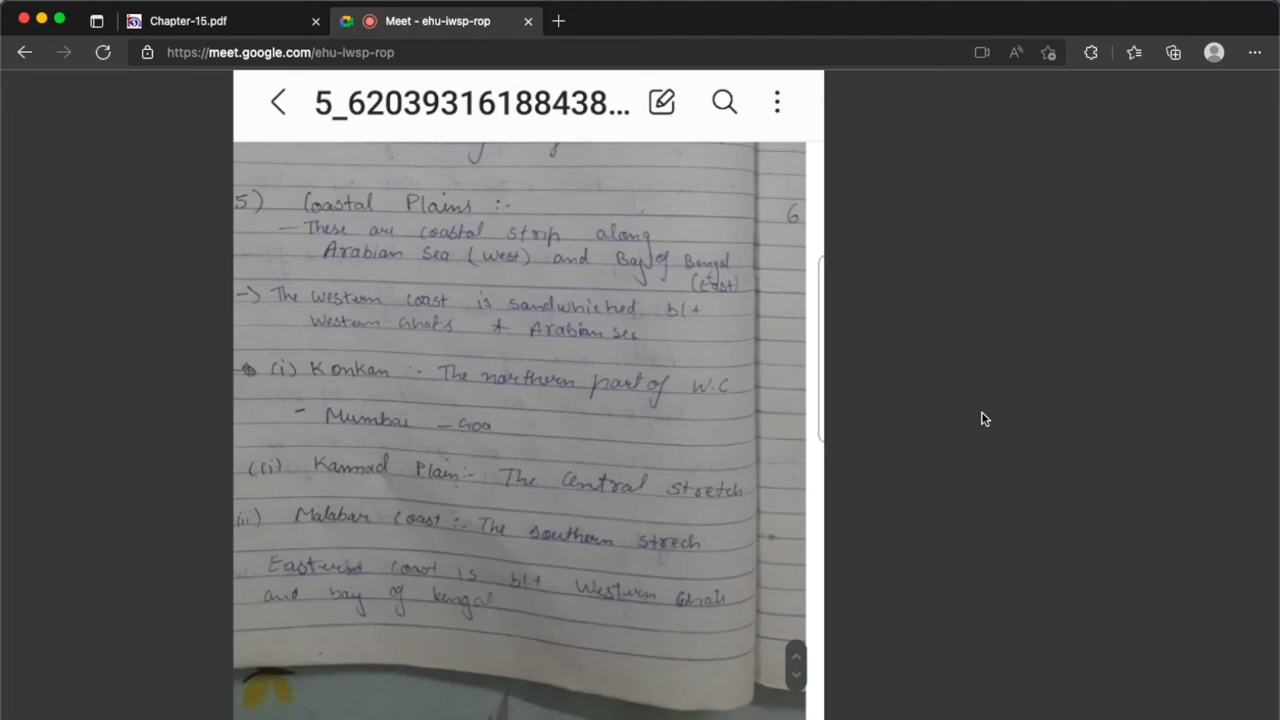 Chapter-15.pdf
Meet - ehu-iwsp-rop
https://meet.google.com/ehu-iwsp-rop
5_62039316188438...
5) Coastal Plains :-
6
- These are coastal strip along
Arabian Sea (West) and Bay of Bengal
(East)
-> The western coast is sandwhiched b/t
Western Ghats + Arabian Sea
(i) Konkan :- The northern part of W.C
- Mumbai - Goa
(ii) Kannad Plain:- The Central Stretch
iii) Malabar Coast :- The southern strech
Eastern coast is b/t Western Ghats
and bay of bengal